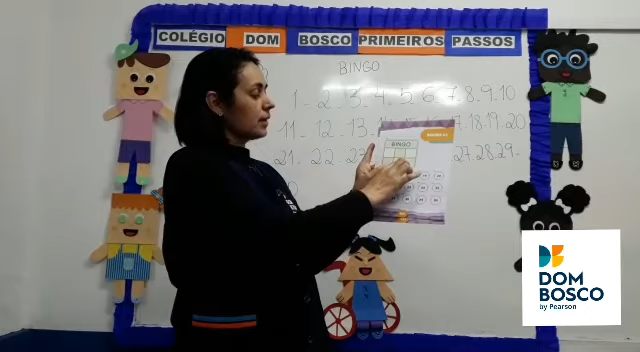 COLÉGIO DOM BOSCO PRIMEIROS PASSOS
BINGO
1 - 2 - 3 - 4 - 5 - 6 - 7 - 8 - 9 - 10
11 - 12 - 13 - 17 - 18 - 19 - 20
21 - 22 - 27 - 28 - 29 -
BINGO
DOM
BOSCO
by Pearson